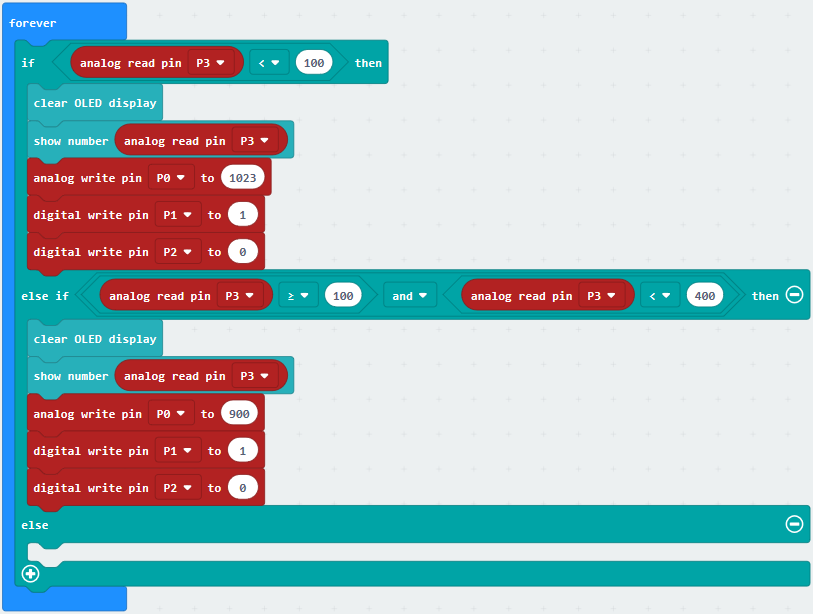 forever
if analog read pin P3 < 100 then
clear OLED display
show number analog read pin P3
analog write pin P0 to 1023
digital write pin P1 to 1
digital write pin P2 to 0
else if analog read pin P3 ≥ 100 and analog read pin P3 < 400 then
clear OLED display
show number analog read pin P3
analog write pin P0 to 900
digital write pin P1 to 1
digital write pin P2 to 0
else